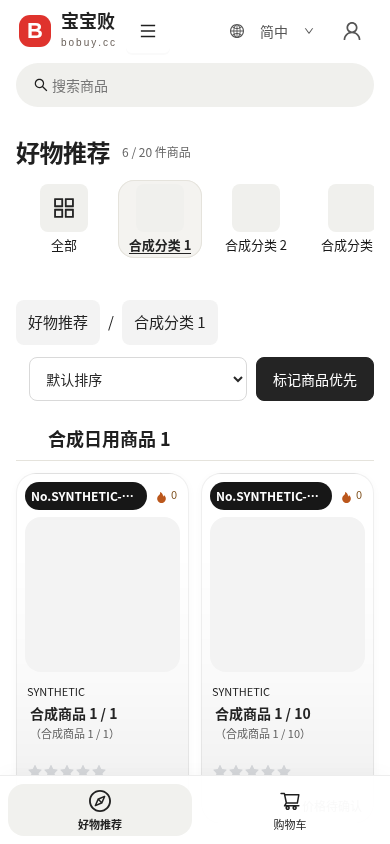 B 宝宝败
bobuy.cc
简中
搜索商品
好物推荐 6 / 20 件商品
全部 合成分类 1 合成分类 2 合成分类
好物推荐 / 合成分类 1
默认排序 标记商品优先
合成日用商品 1
No.SYNTHETIC-··· 0 No.SYNTHETIC-··· 0
SYNTHETIC SYNTHETIC
合成商品 1 / 1 合成商品 1 / 10
（合成商品 1 / 1） （合成商品 1 / 10）
好物推荐 购物车